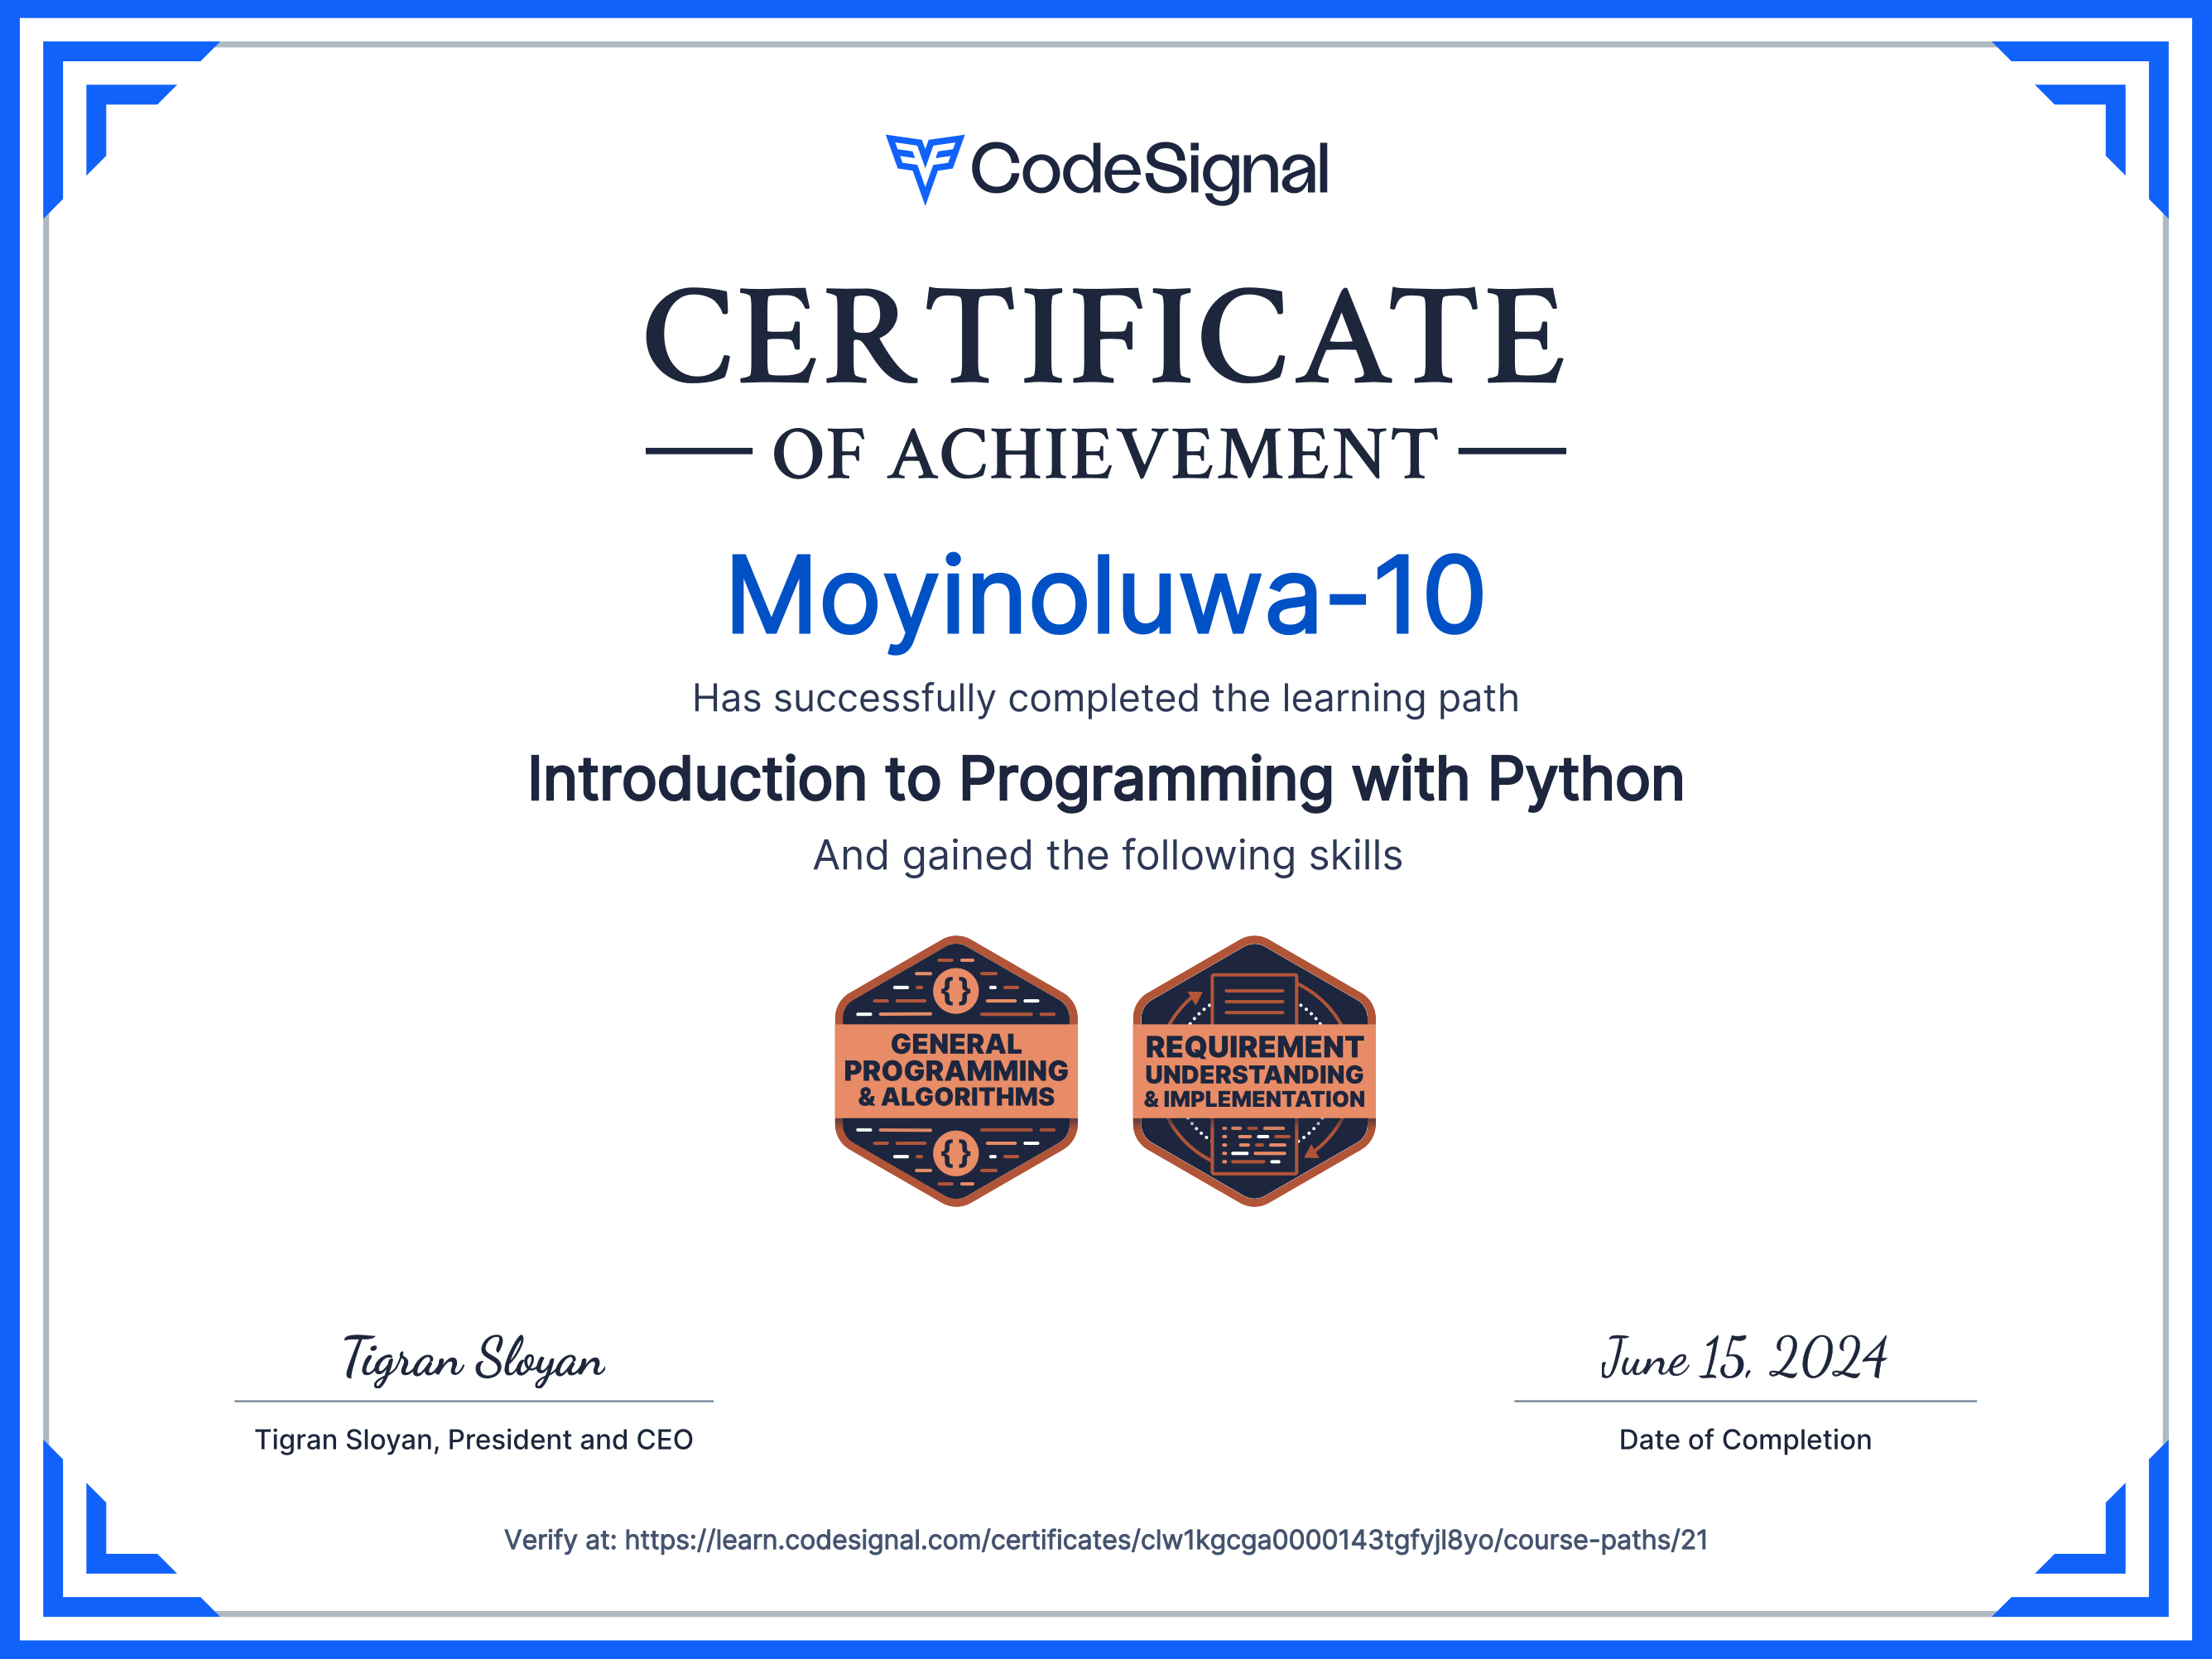 CodeSignal
CERTIFICATE
OF ACHIEVEMENT
Moyinoluwa-10
Has successfully completed the learning path
Introduction to Programming with Python
And gained the following skills
{}
GENERAL
PROGRAMMING
& ALGORITHMS
{}
REQUIREMENT
UNDERSTANDING
& IMPLEMENTATION
Tigran Sloyan
Tigran Sloyan, President and CEO
June 15, 2024
Date of Completion
Verify at: https://learn.codesignal.com/certificates/clw1kgcga0000143tgfyjl8yo/course-paths/21